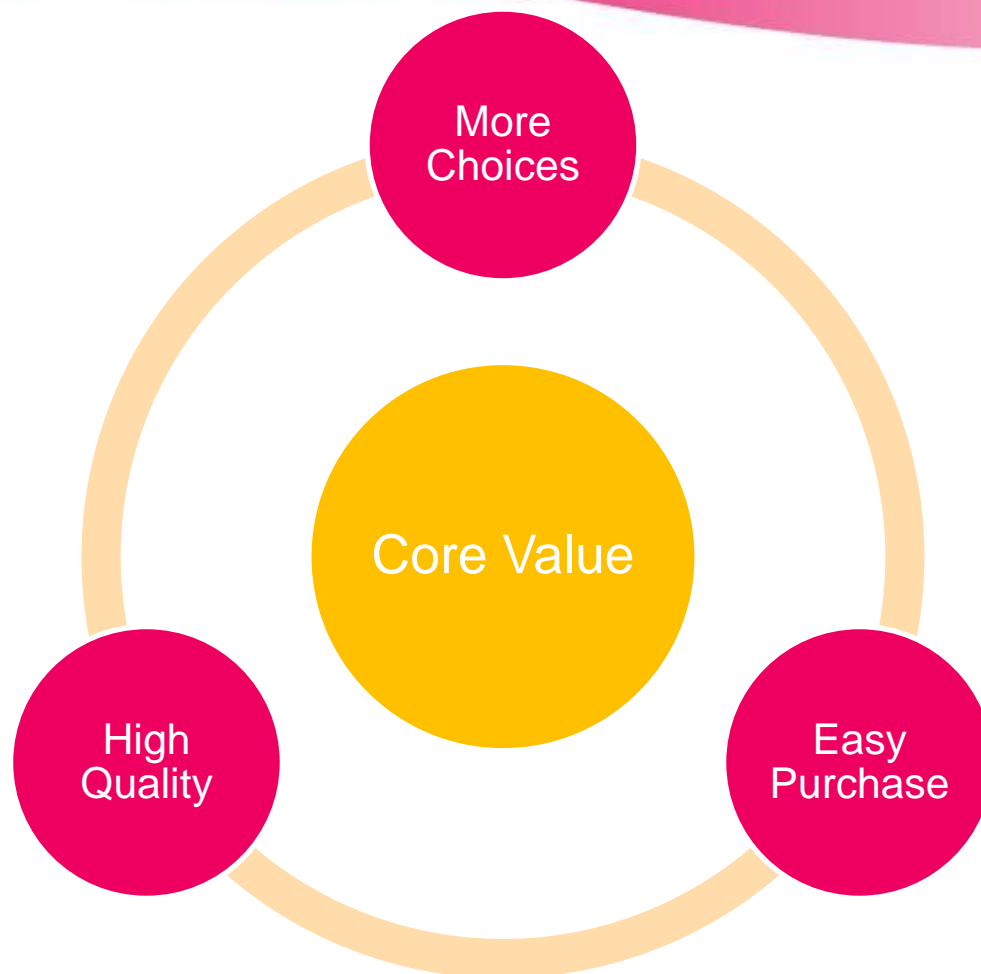 More
Choices
Core Value
High
Quality
Easy
Purchase